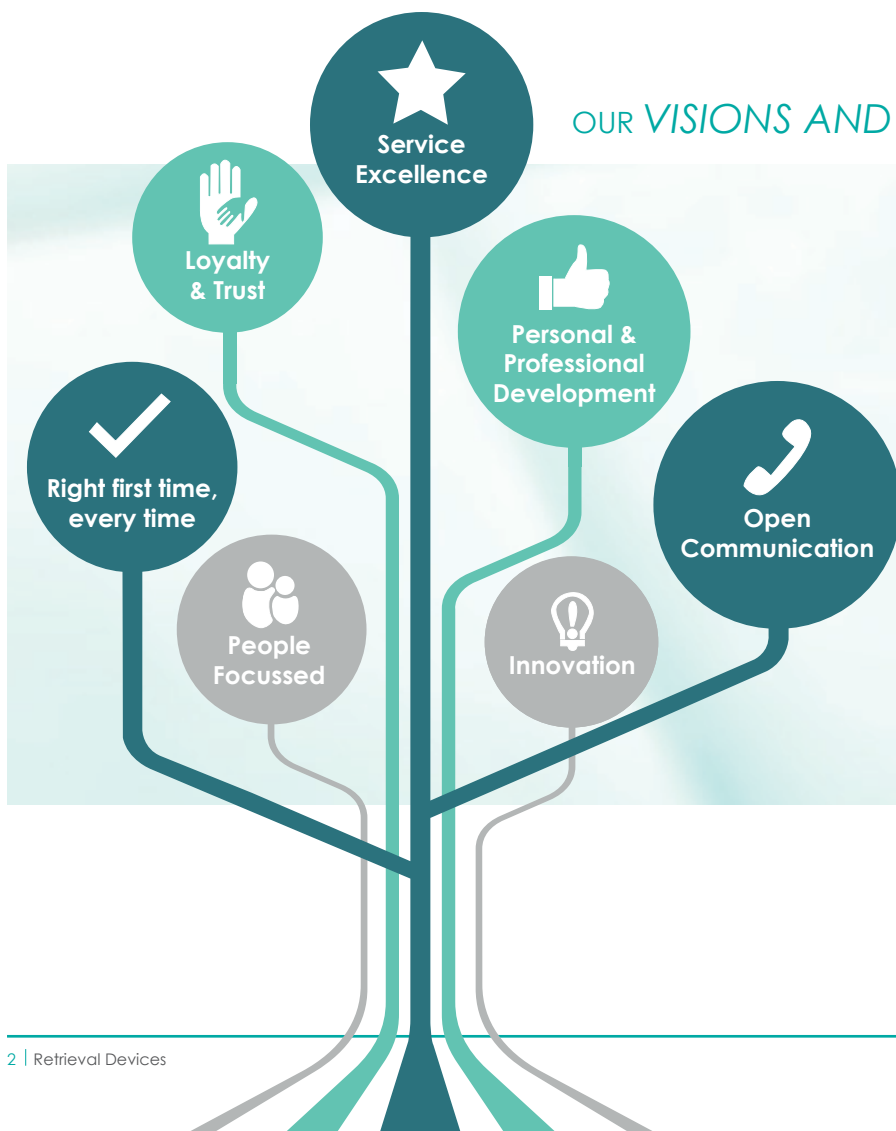 OUR VISIONS AND
Service
Excellence
Loyalty
& Trust
Personal &
Professional
Development
Right first time,
every time
Open
Communication
People
Focussed
Innovation
2 | Retrieval Devices